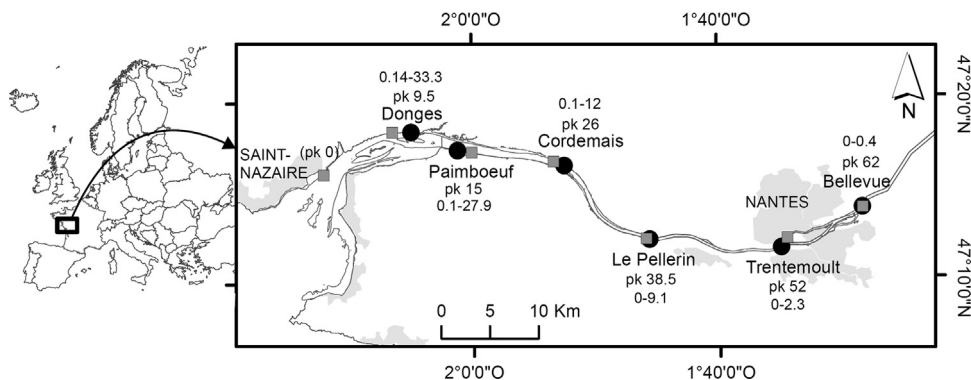 2°0'0"O
1°40'0"O
47°20'0"N
47°10'0"N
N
SAINT-
NAZAIRE
(pk 0)
0.14-33.3
pk 9.5
Donges
Paimboeuf
pk 15
0.1-27.9
0.1-12
pk 26
Cordemais
Le Pellerin
pk 38.5
0-9.1
NANTES
Trentemoult
pk 52
0-2.3
0-0.4
pk 62
Bellevue
0 5 10 Km
2°0'0"O
1°40'0"O